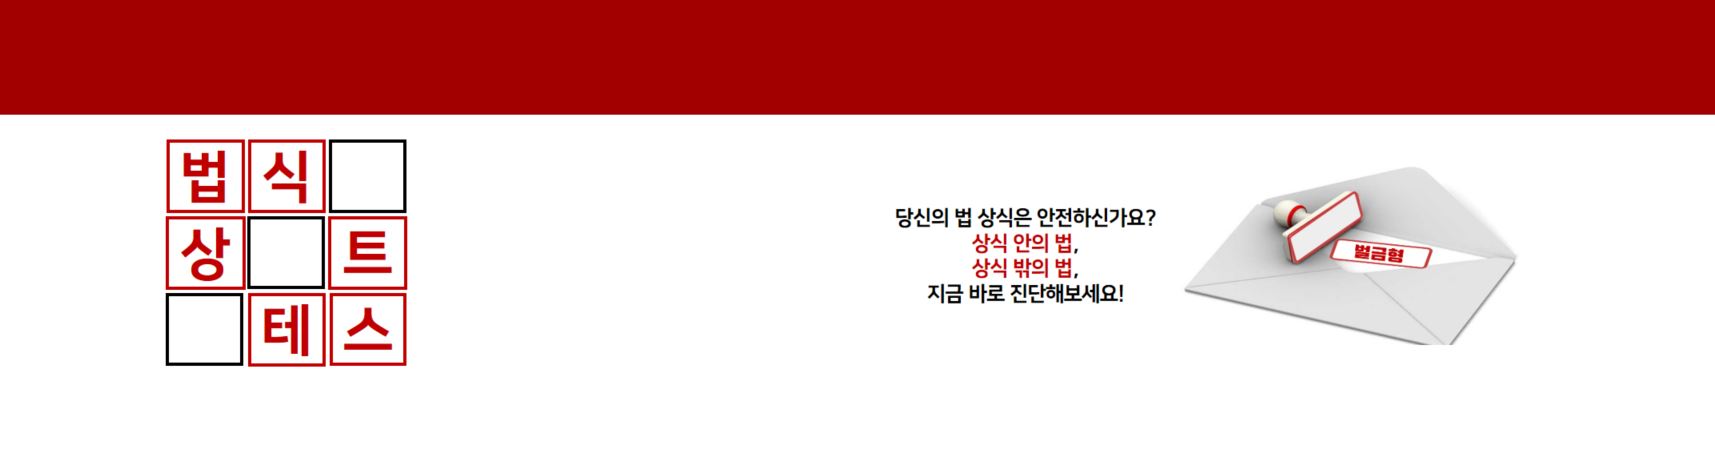 법 식
상 트
테 스
당신의 법 상식은 안전하신가요?
상식 안의 법,
상식 밖의 법,
지금 바로 진단해보세요!
벌금형